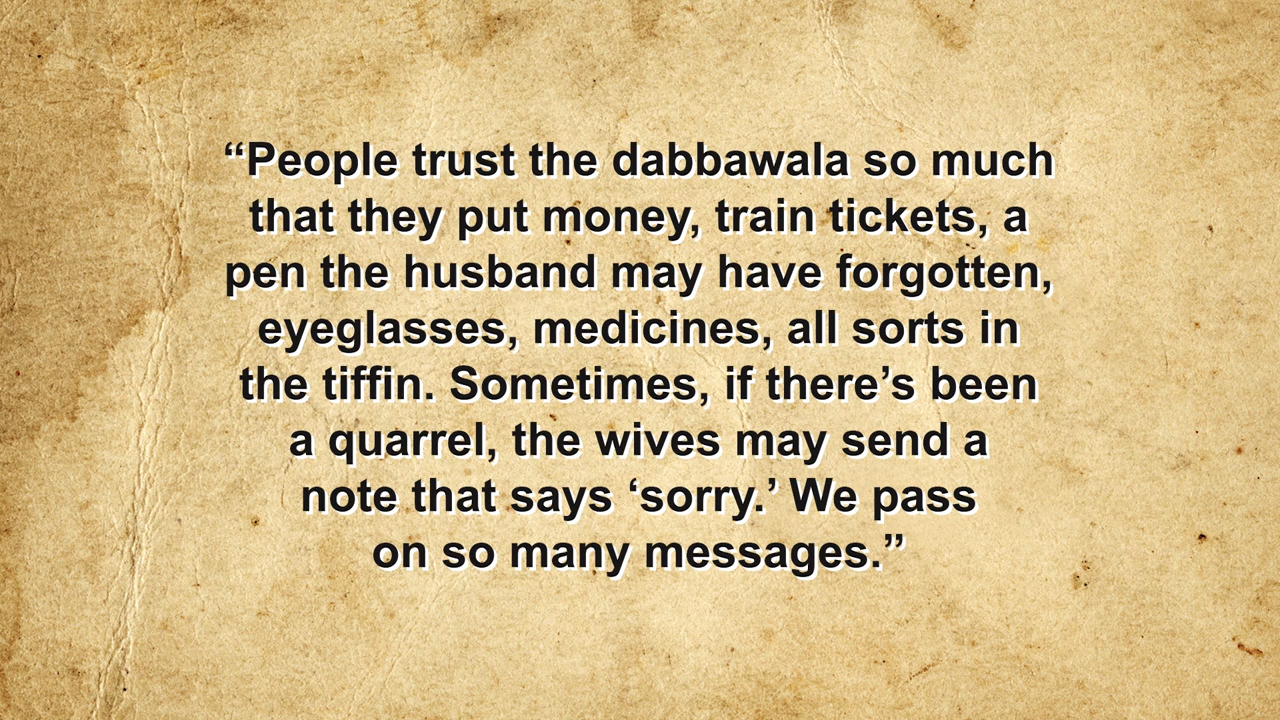 “People trust the dabbawala so much
that they put money, train tickets, a
pen the husband may have forgotten,
eyeglasses, medicines, all sorts in
the tiffin. Sometimes, if there’s been
a quarrel, the wives may send a
note that says ‘sorry.’ We pass
on so many messages.”